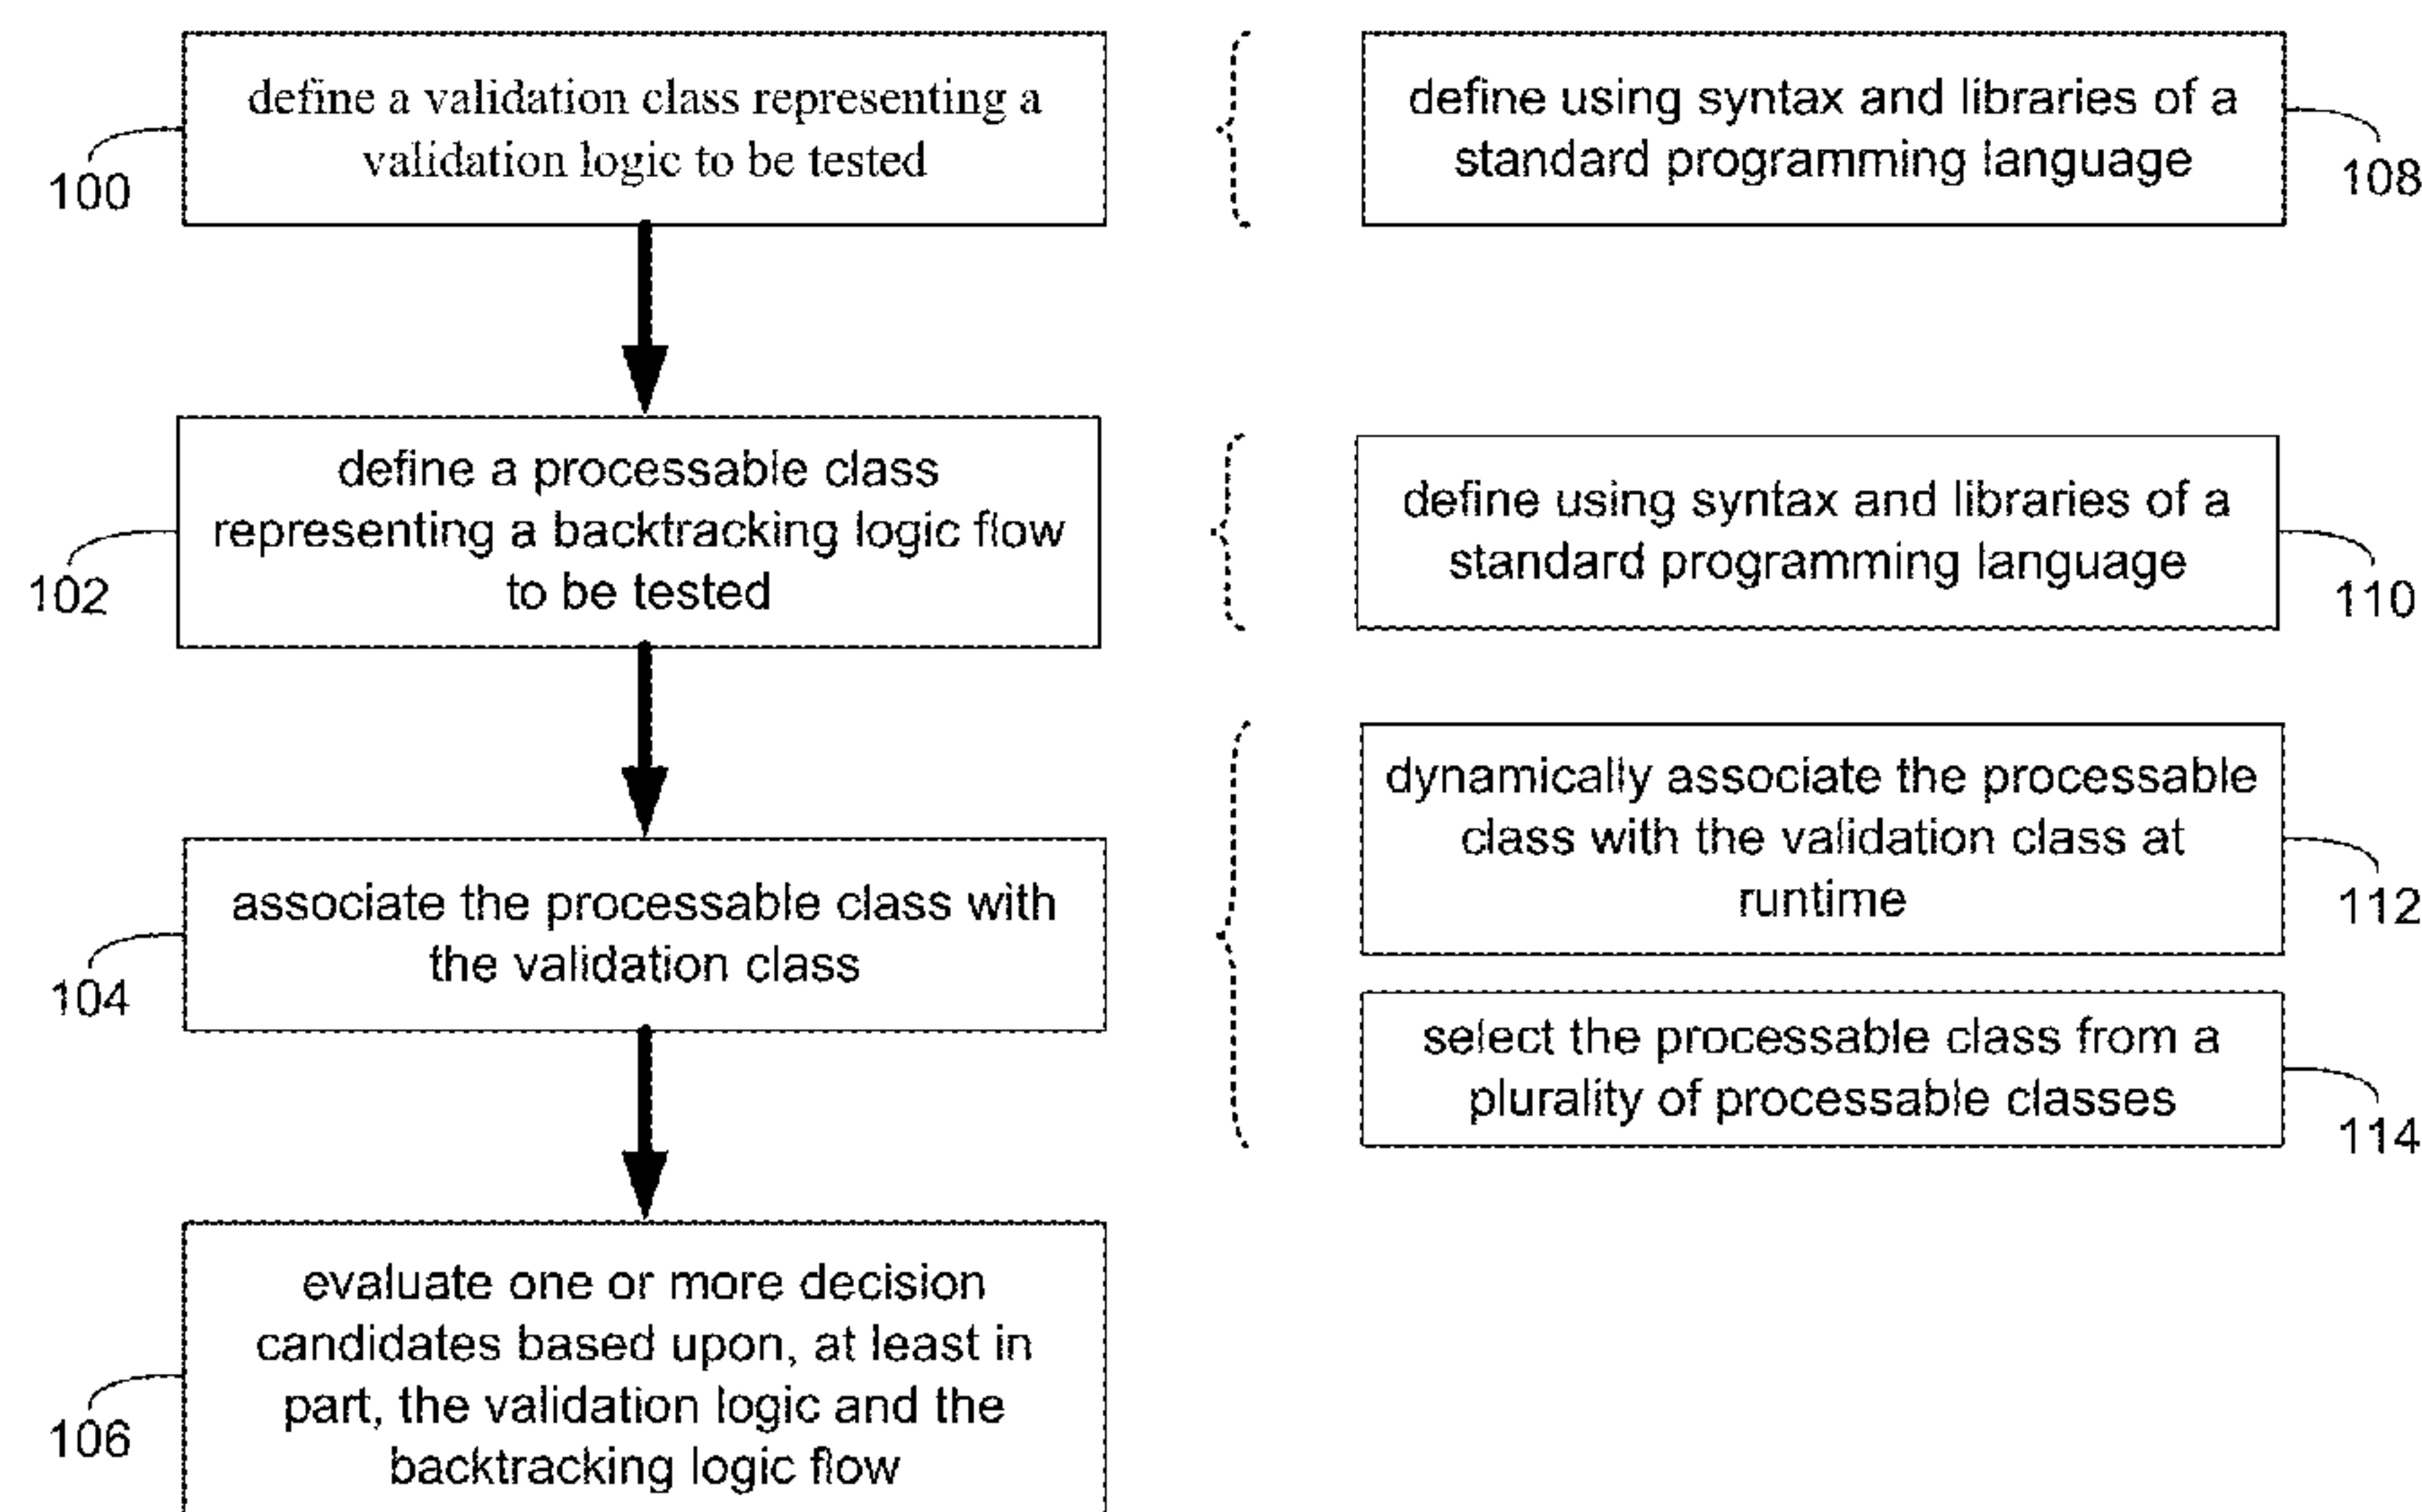 define a validation class representing a
validation logic to be tested
100
define using syntax and libraries of a
standard programming language
108
define a processable class
representing a backtracking logic flow
to be tested
102
define using syntax and libraries of a
standard programming language
110
associate the processable class with
the validation class
104
dynamically associate the processable
class with the validation class at
runtime
112
select the processable class from a
plurality of processable classes
114
evaluate one or more decision
candidates based upon, at least in
part, the validation logic and the
backtracking logic flow
106